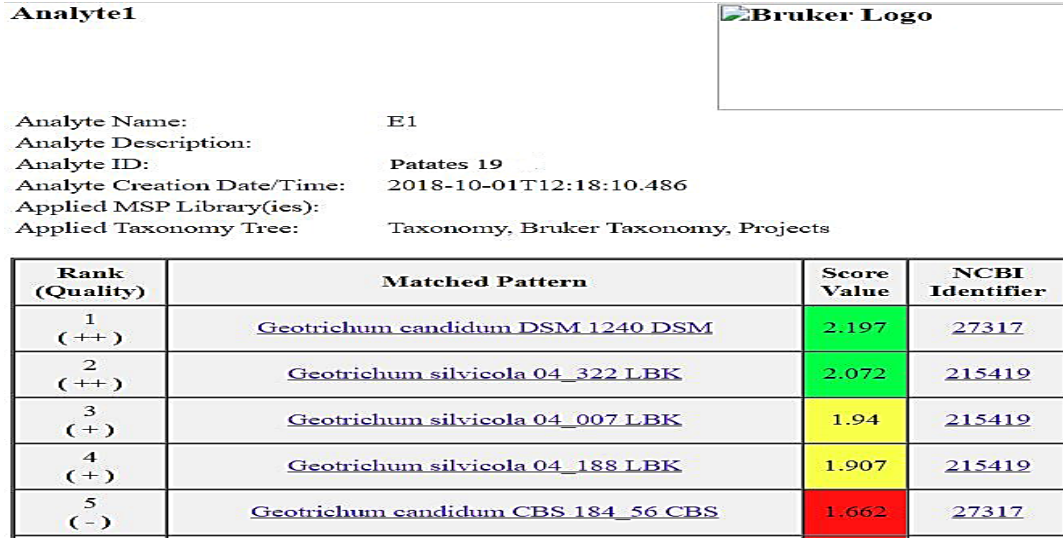 Analyte1
Bruker Logo
Analyte Name: E1
Analyte Description:
Analyte ID: Patates 19
Analyte Creation Date/Time: 2018-10-01T12:18:10.486
Applied MSP Library(ies):
Applied Taxonomy Tree: Taxonomy, Bruker Taxonomy, Projects
Rank (Quality) Matched Pattern Score Value NCBI Identifier
1 ( ++ ) Geotrichum candidum DSM 1240 DSM 2.197 27317
2 ( ++ ) Geotrichum silvicola 04_322 LBK 2.072 215419
3 ( + ) Geotrichum silvicola 04_007 LBK 1.94 215419
4 ( + ) Geotrichum silvicola 04_188 LBK 1.907 215419
5 ( - ) Geotrichum candidum CBS 184_56 CBS 1.662 27317